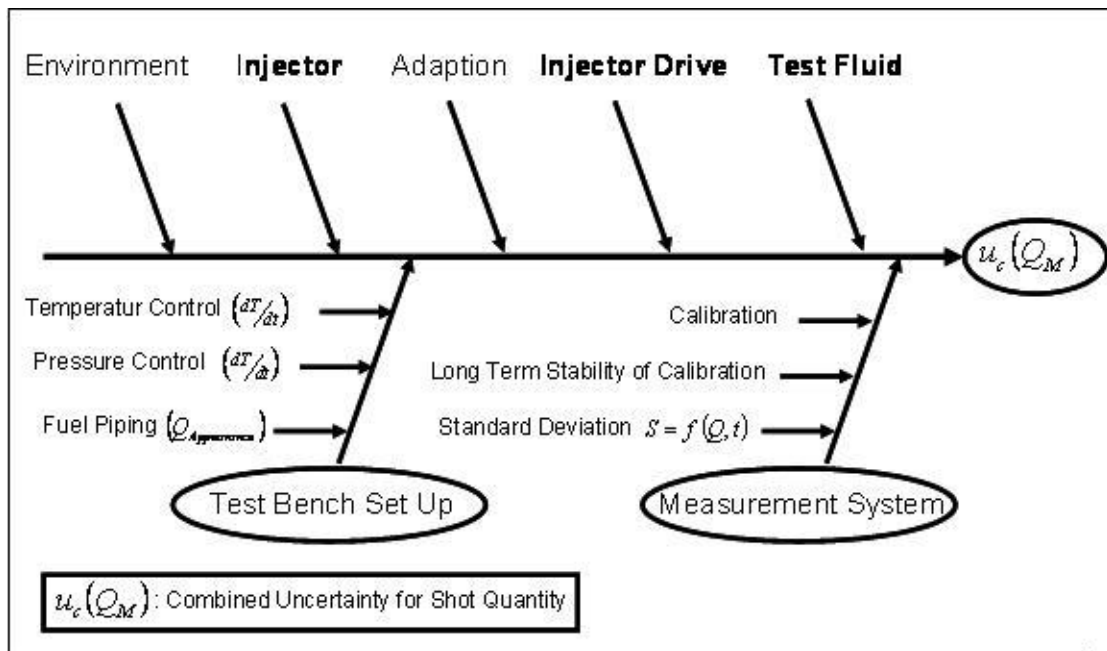 Environment Injector Adaption Injector Drive Test Fluid
u_c(Q_M)
Temperatur Control (dT/dt)
Pressure Control (dT/dt)
Fuel Piping (Q_Appearance)
Calibration
Long Term Stability of Calibration
Standard Deviation S = f(Q,t)
Test Bench Set Up
Measurement System
u_c(Q_M): Combined Uncertainty for Shot Quantity